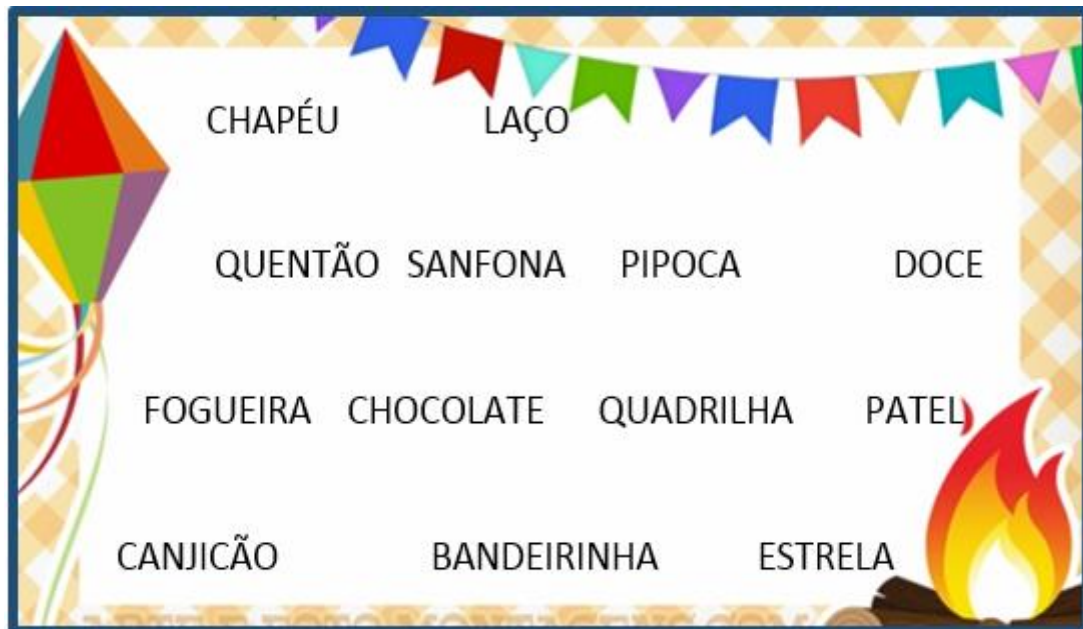 CHAPÉU LAÇO
QUENTÃO SANFONA PIPOCA DOCE
FOGUEIRA CHOCOLATE QUADRILHA PATEL
CANJICÃO BANDEIRINHA ESTRELA